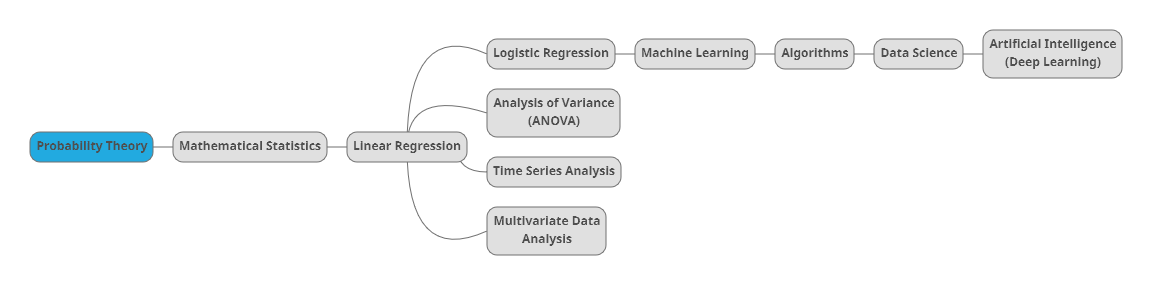 Probability Theory
Mathematical Statistics
Linear Regression
Logistic Regression
Machine Learning
Algorithms
Data Science
Artificial Intelligence
(Deep Learning)
Analysis of Variance
(ANOVA)
Time Series Analysis
Multivariate Data
Analysis